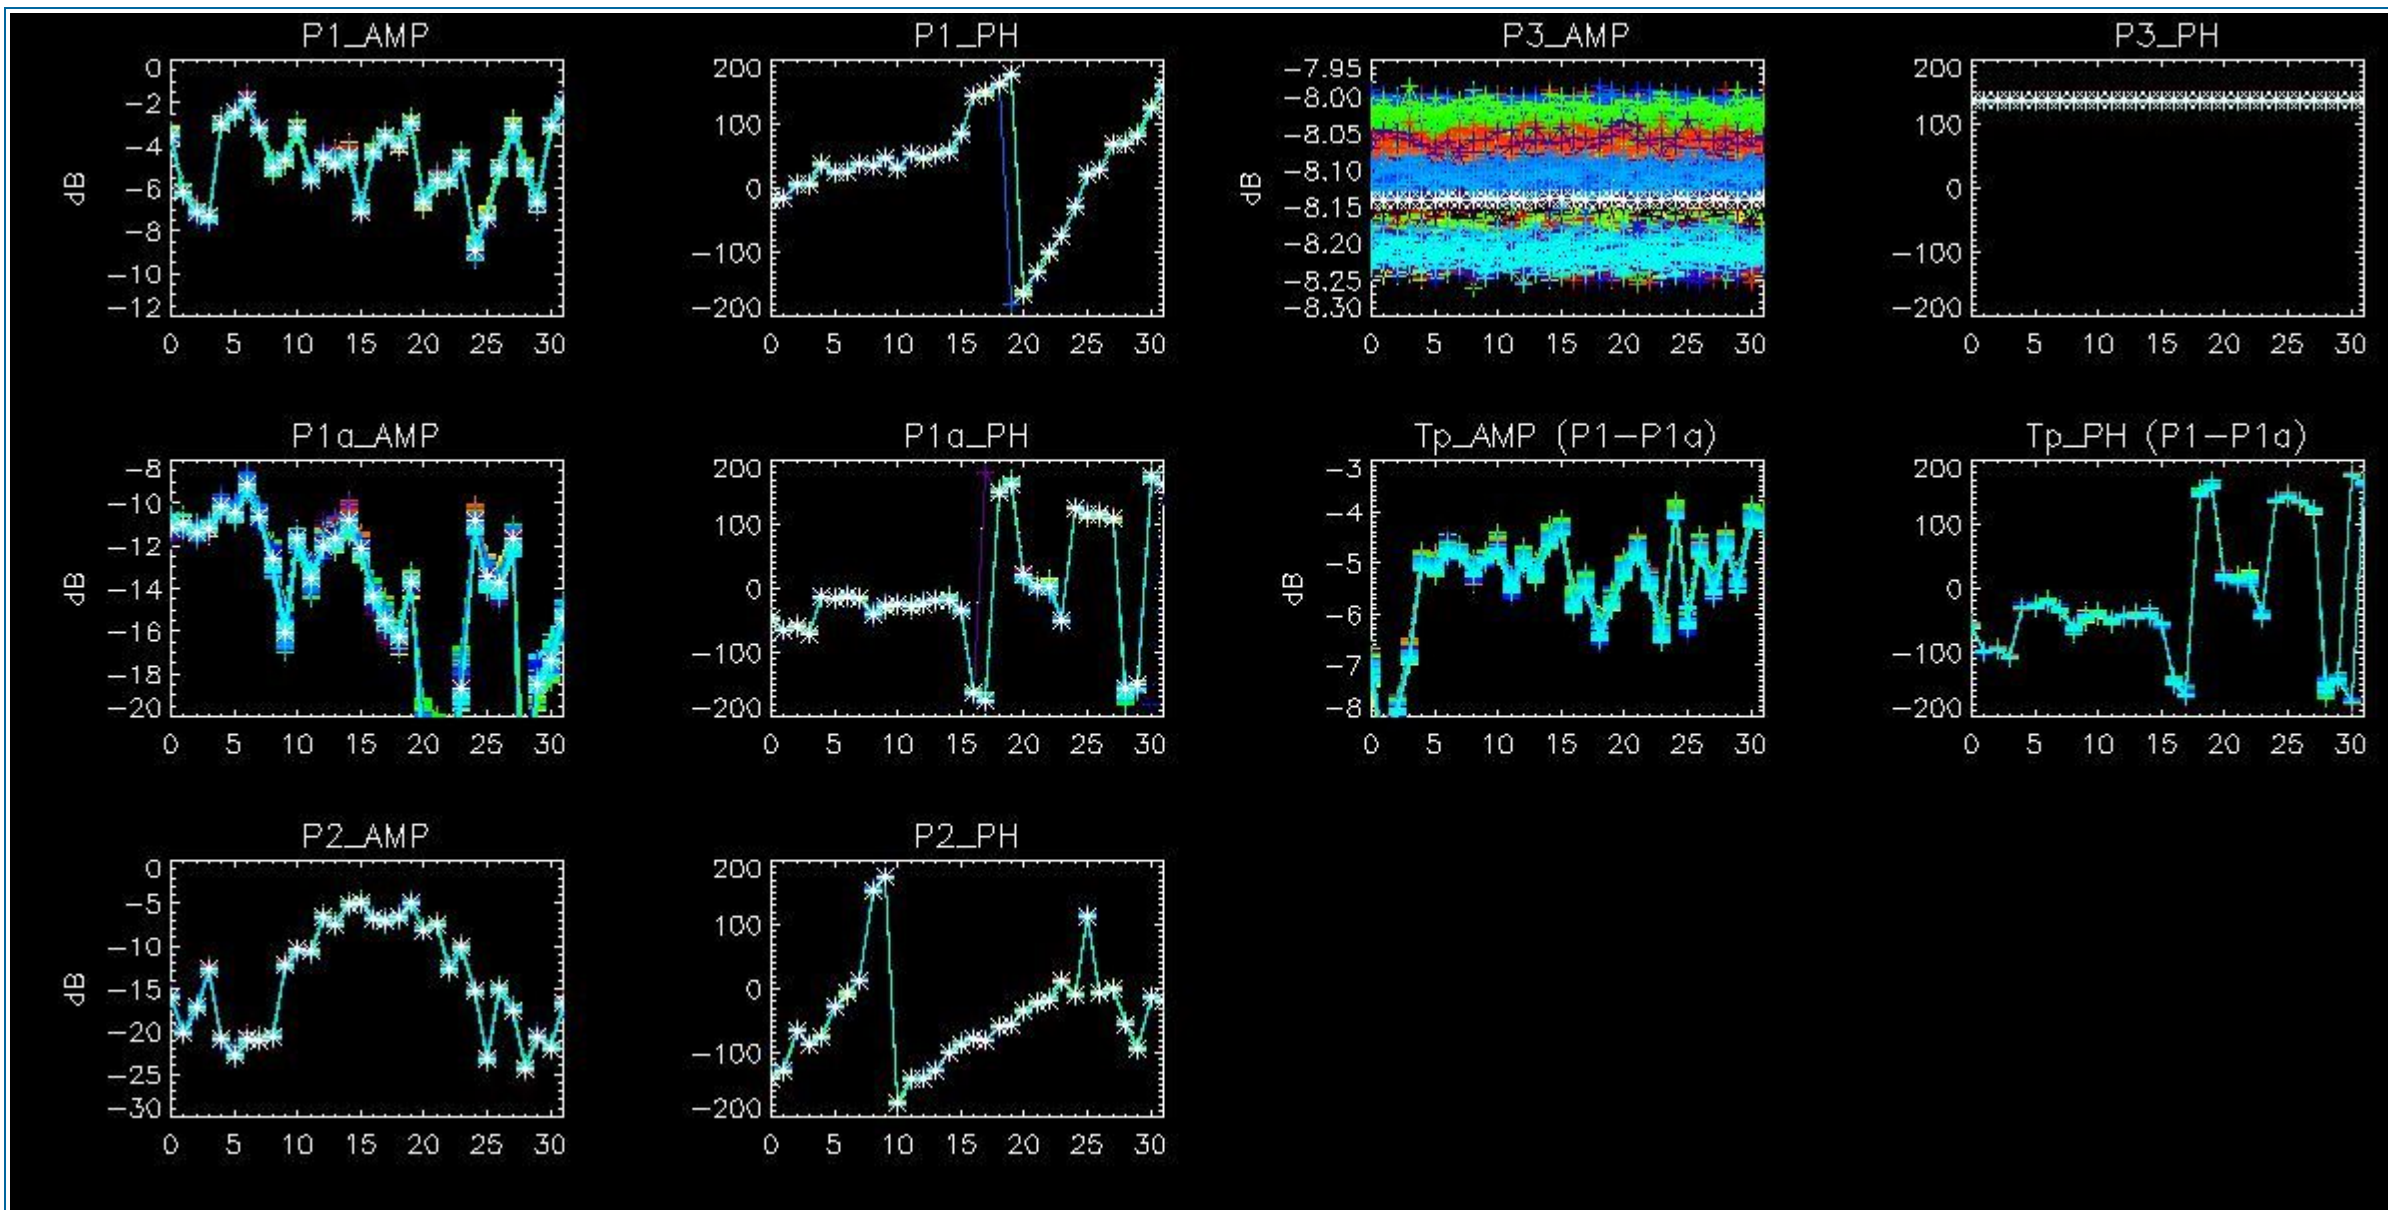 P1_AMP
P1_PH
P3_AMP
P3_PH
0
−2
−4
−6
−8
−10
−12
dB
0 5 10 15 20 25 30
200
100
0
−100
−200
0 5 10 15 20 25 30
−7.95
−8.00
−8.05
−8.10
−8.15
−8.20
−8.25
−8.30
dB
0 5 10 15 20 25 30
200
100
0
−100
−200
0 5 10 15 20 25 30
P1a_AMP
P1a_PH
Tp_AMP (P1−P1a)
Tp_PH (P1−P1a)
−8
−10
−12
−14
−16
−18
−20
dB
0 5 10 15 20 25 30
200
100
0
−100
−200
0 5 10 15 20 25 30
−3
−4
−5
−6
−7
−8
dB
0 5 10 15 20 25 30
200
100
0
−100
−200
0 5 10 15 20 25 30
P2_AMP
P2_PH
0
−5
−10
−15
−20
−25
−30
dB
0 5 10 15 20 25 30
200
100
0
−100
−200
0 5 10 15 20 25 30